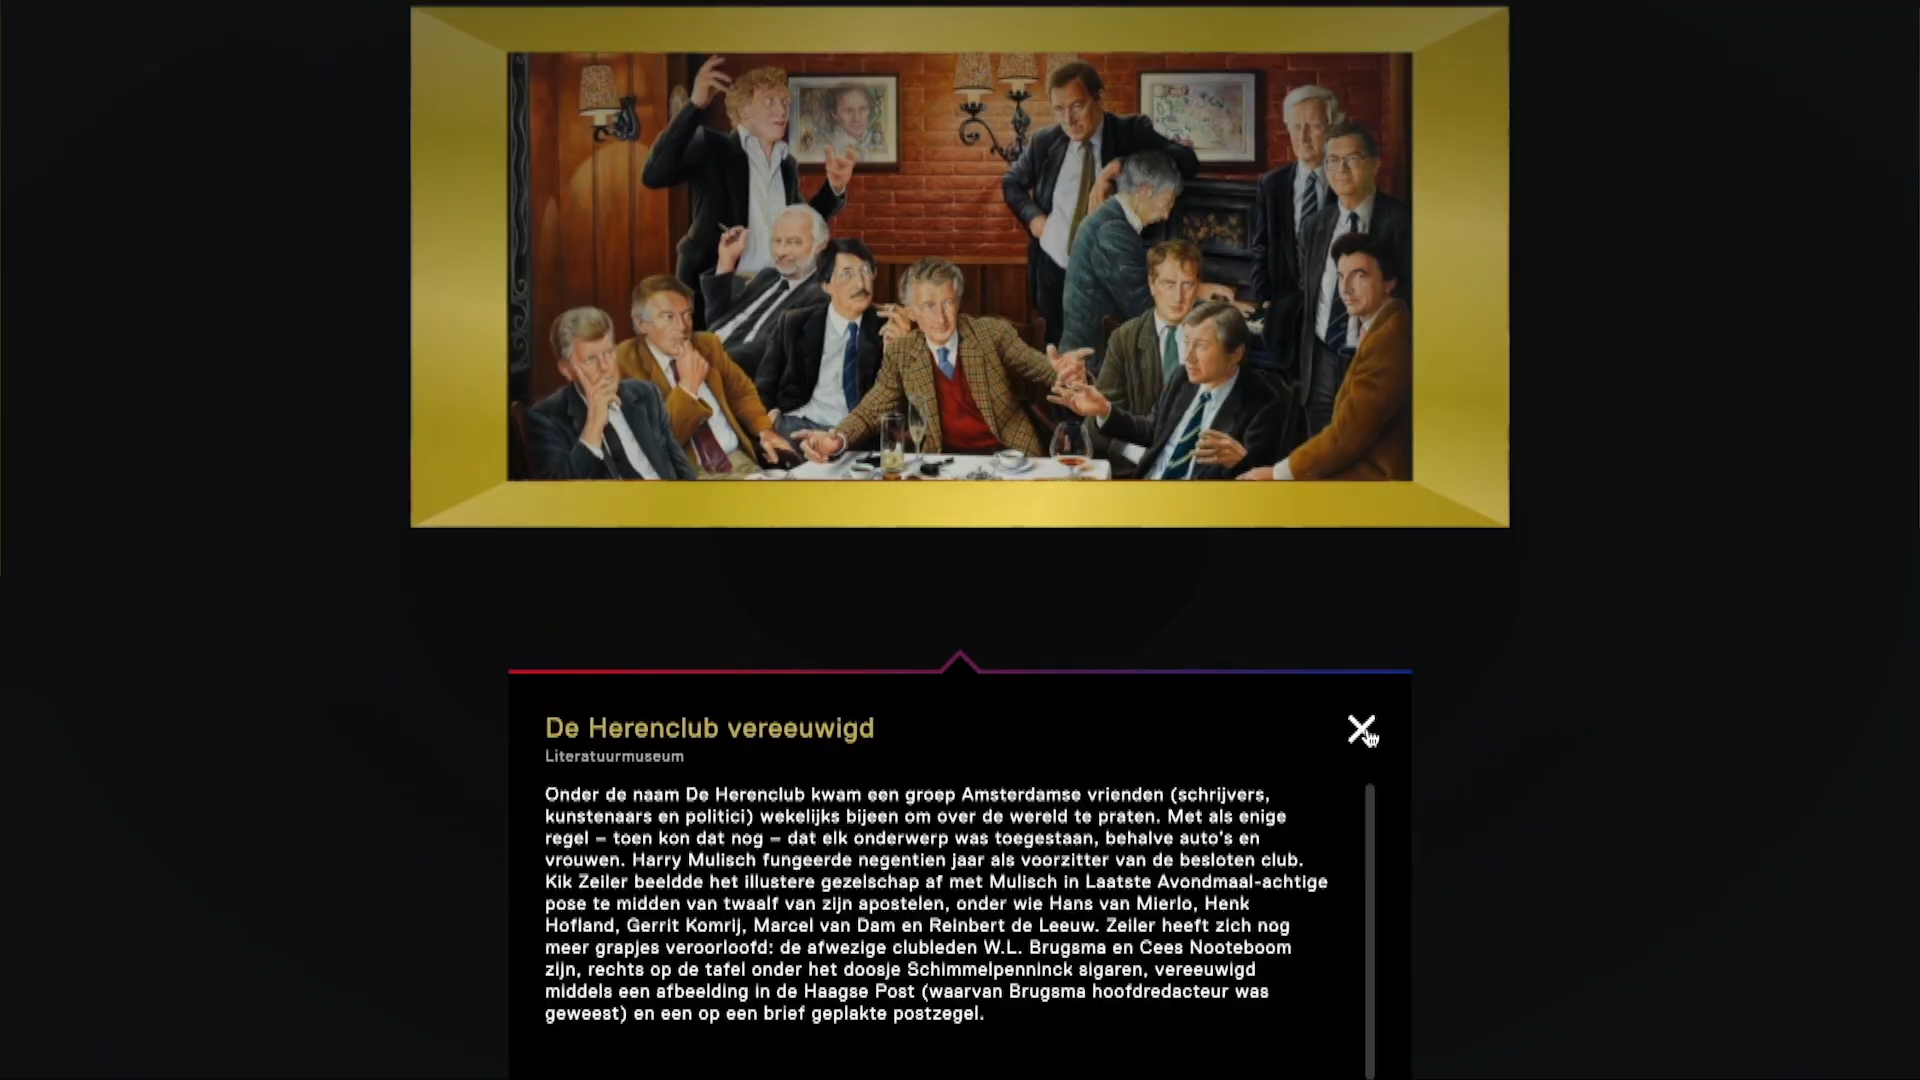 De Herenclub vereeuwigd
Literatuurmuseum
Onder de naam De Herenclub kwam een groep Amsterdamse vrienden (schrijvers,
kunstenaars en politici) wekelijks bijeen om over de wereld te praten. Met als enige
regel – toen kon dat nog – dat elk onderwerp was toegestaan, behalve auto's en
vrouwen. Harry Mulisch fungeerde negentien jaar als voorzitter van de besloten club.
Kik Zeiler beeldde het illustere gezelschap af met Mulisch in Laatste Avondmaal-achtige
pose te midden van twaalf van zijn apostelen, onder wie Hans van Mierlo, Henk
Hofland, Gerrit Komrij, Marcel van Dam en Reinbert de Leeuw. Zeiler heeft zich nog
meer grapjes veroorloofd: de afwezige clubleden W.L. Brugsma en Cees Nooteboom
zijn, rechts op de tafel onder het doosje Schimmelpenninck sigaren, vereeuwigd
middels een afbeelding in de Haagse Post (waarvan Brugsma hoofdredacteur was
geweest) en een op een brief geplakte postzegel.